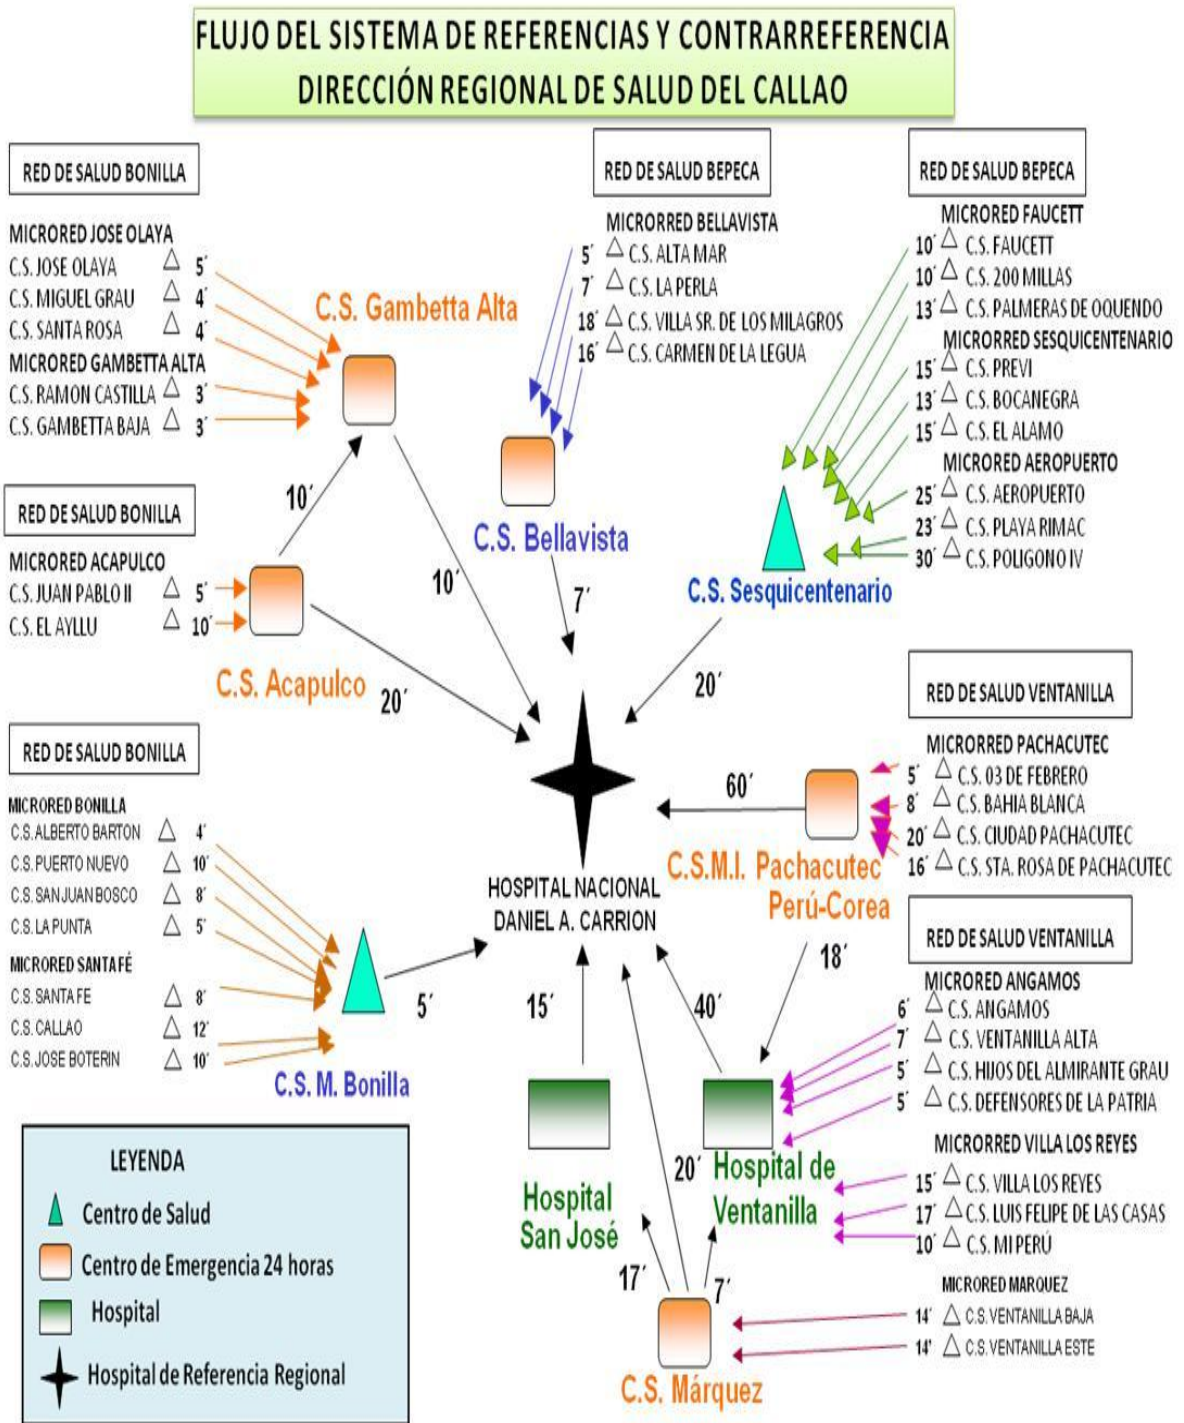 FLUJO DEL SISTEMA DE REFERENCIAS Y CONTRARREFERENCIA
DIRECCIÓN REGIONAL DE SALUD DEL CALLAO
RED DE SALUD BONILLA
MICRORED JOSE OLAYA
C.S. JOSE OLAYA 5´
C.S. MIGUEL GRAU 4´
C.S. SANTA ROSA 4´
MICRORED GAMBETTA ALTA
C.S. RAMON CASTILLA 3´
C.S. GAMBETTA BAJA 3´
C.S. Gambetta Alta
RED DE SALUD BEPECA
MICRORRED BELLAVISTA
5´ C.S. ALTA MAR
7´ C.S. LA PERLA
18´ C.S. VILLA SR. DE LOS MILAGROS
16´ C.S. CARMEN DE LA LEGUA
C.S. Bellavista
7´
RED DE SALUD BEPECA
MICRORED FAUCETT
10´ C.S. FAUCETT
10´ C.S. 200 MILLAS
13´ C.S. PALMERAS DE OQUENDO
MICRORRED SESQUICENTENARIO
15´ C.S. PREVI
13´ C.S. BOCANEGRA
15´ C.S. EL ALAMO
MICRORED AEROPUERTO
25´ C.S. AEROPUERTO
23´ C.S. PLAYA RIMAC
30´ C.S. POLIGONO IV
C.S. Sesquicentenario
20´
RED DE SALUD BONILLA
MICRORED ACAPULCO
C.S. JUAN PABLO II 5´
C.S. EL AYLLU 10´
10´
10´
C.S. Acapulco
20´
RED DE SALUD VENTANILLA
MICRORRED PACHACUTEC
5´ C.S. 03 DE FEBRERO
8´ C.S. BAHIA BLANCA
20´ C.S. CIUDAD PACHACUTEC
16´ C.S. STA. ROSA DE PACHACUTEC
60´
C.S.M.I. Pachacutec
Perú-Corea
18´
RED DE SALUD BONILLA
MICRORED BONILLA
C.S. ALBERTO BARTON 4´
C.S. PUERTO NUEVO 10´
C.S. SAN JUAN BOSCO 8´
C.S. LA PUNTA 5´
MICRORED SANTA FÉ
C.S. SANTA FE 8´
C.S. CALLAO 12´
C.S. JOSE BOTERIN 10´
C.S. M. Bonilla
5´
HOSPITAL NACIONAL
DANIEL A. CARRION
15´
40´
20´
RED DE SALUD VENTANILLA
MICRORED ANGAMOS
6´ C.S. ANGAMOS
7´ C.S. VENTANILLA ALTA
5´ C.S. HIJOS DEL ALMIRANTE GRAU
5´ C.S. DEFENSORES DE LA PATRIA
MICRORRED VILLA LOS REYES
15´ C.S. VILLA LOS REYES
17´ C.S. LUIS FELIPE DE LAS CASAS
10´ C.S. MI PERÚ
MICRORED MARQUEZ
14´ C.S. VENTANILLA BAJA
14´ C.S. VENTANILLA ESTE
Hospital
San José
Hospital de
Ventanilla
17´
7´
C.S. Márquez
LEYENDA
Centro de Salud
Centro de Emergencia 24 horas
Hospital
Hospital de Referencia Regional